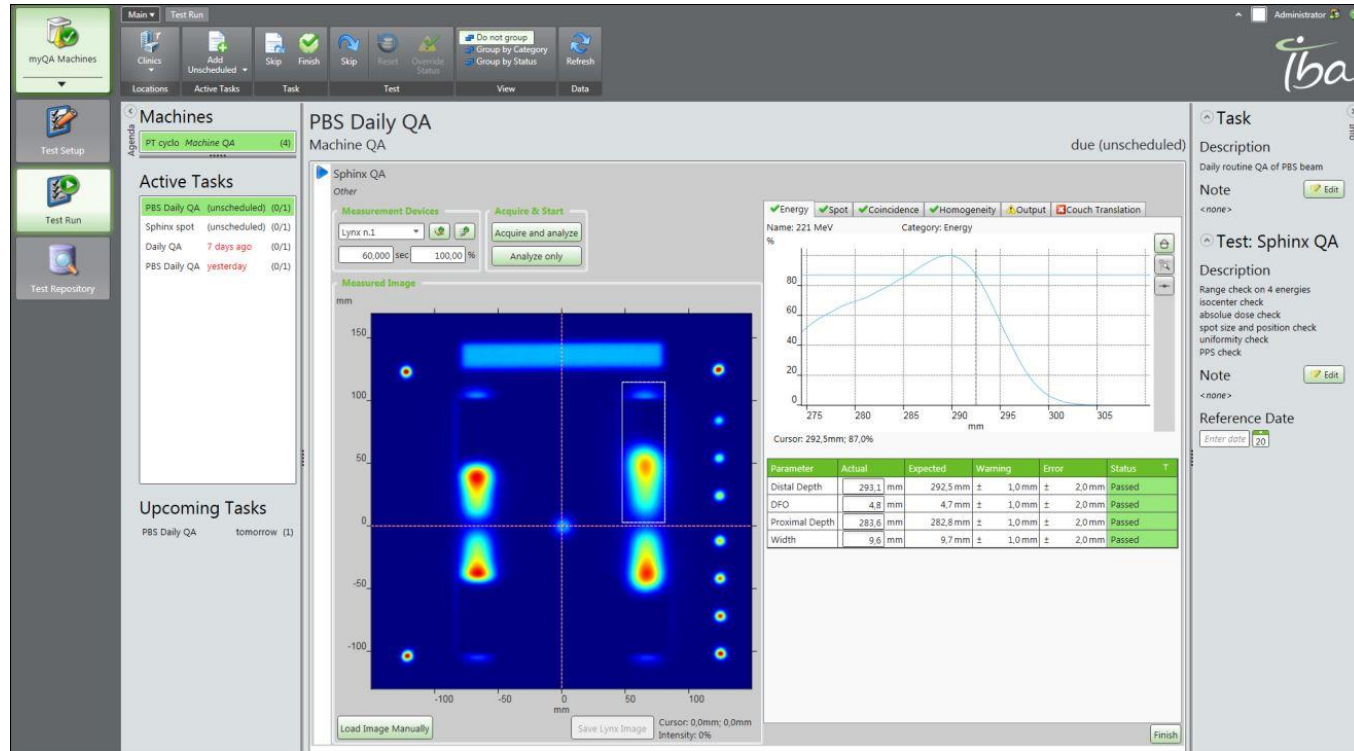 Main
Test Run
Administrator
myQA Machines
Clinics
Add Unscheduled
Skip
Finish
Skip
Reset
Override Status
Do not group
Group by Category
Group by Status
Refresh
Locations
Active Tasks
Task
Test
View
Data
iba
Test Setup
Test Run
Test Repository
Agenda
Machines
PT cyclo Machine QA (4)
Active Tasks
PBS Daily QA (unscheduled) (0/1)
Sphinx spot (unscheduled) (0/1)
Daily QA 7 days ago (0/1)
PBS Daily QA yesterday (0/1)
Upcoming Tasks
PBS Daily QA tomorrow (1)
PBS Daily QA
Machine QA due (unscheduled)
Sphinx QA
Other
Measurement Devices
Lynx n.1
60,000 sec 100,00 %
Acquire & Start
Acquire and analyze
Analyze only
Measured Image
mm
150
100
50
0
-50
-100
-100 -50 0 50 100
mm
Load Image Manually
Save Lynx Image
Cursor: 0,0mm; 0,0mm
Intensity: 0%
Energy Spot Coincidence Homogeneity Output Couch Translation
Name: 221 MeV Category: Energy
%
80
60
40
20
0
275 280 285 290 295 300 305
mm
Cursor: 292,5mm; 87,0%
Parameter Actual Expected Warning Error Status T
Distal Depth 293,1 mm 292,5 mm ± 1,0 mm ± 2,0 mm Passed
DFO 4,8 mm 4,7 mm ± 1,0 mm ± 2,0 mm Passed
Proximal Depth 283,6 mm 282,8 mm ± 1,0 mm ± 2,0 mm Passed
Width 9,6 mm 9,7 mm ± 1,0 mm ± 2,0 mm Passed
Finish
Task
Description
Daily routine QA of PBS beam
Note Edit
<none>
Test: Sphinx QA
Description
Range check on 4 energies
isocenter check
absolue dose check
spot size and position check
uniformity check
PPS check
Note Edit
<none>
Reference Date
Enter date 20